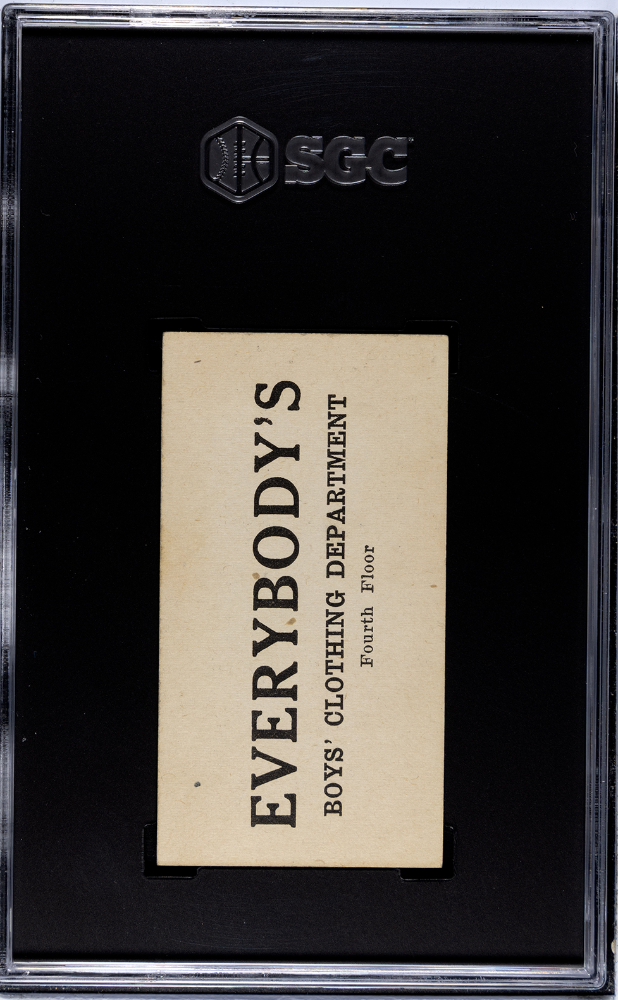 SGC
EVERYBODY'S
BOYS' CLOTHING DEPARTMENT
Fourth Floor